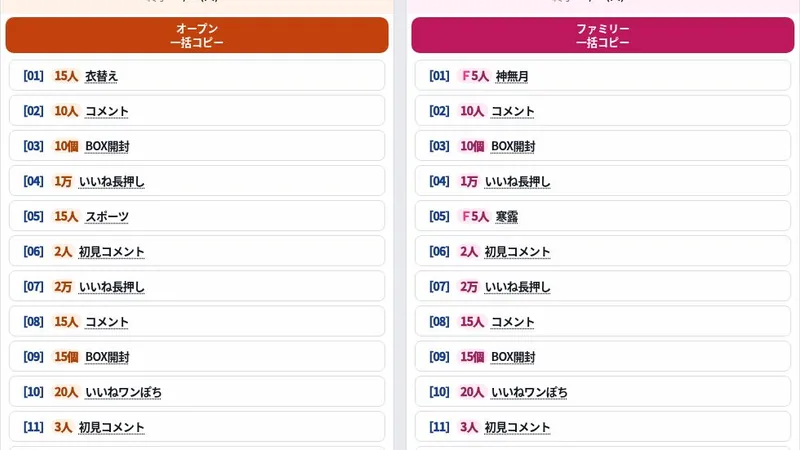 オープン
一括コピー
[01] 15人 衣替え
[02] 10人 コメント
[03] 10個 BOX開封
[04] 1万 いいね長押し
[05] 15人 スポーツ
[06] 2人 初見コメント
[07] 2万 いいね長押し
[08] 15人 コメント
[09] 15個 BOX開封
[10] 20人 いいねワンぽち
[11] 3人 初見コメント
ファミリー
一括コピー
[01] F5人 神無月
[02] 10人 コメント
[03] 10個 BOX開封
[04] 1万 いいね長押し
[05] F5人 寒露
[06] 2人 初見コメント
[07] 2万 いいね長押し
[08] 15人 コメント
[09] 15個 BOX開封
[10] 20人 いいねワンぽち
[11] 3人 初見コメント